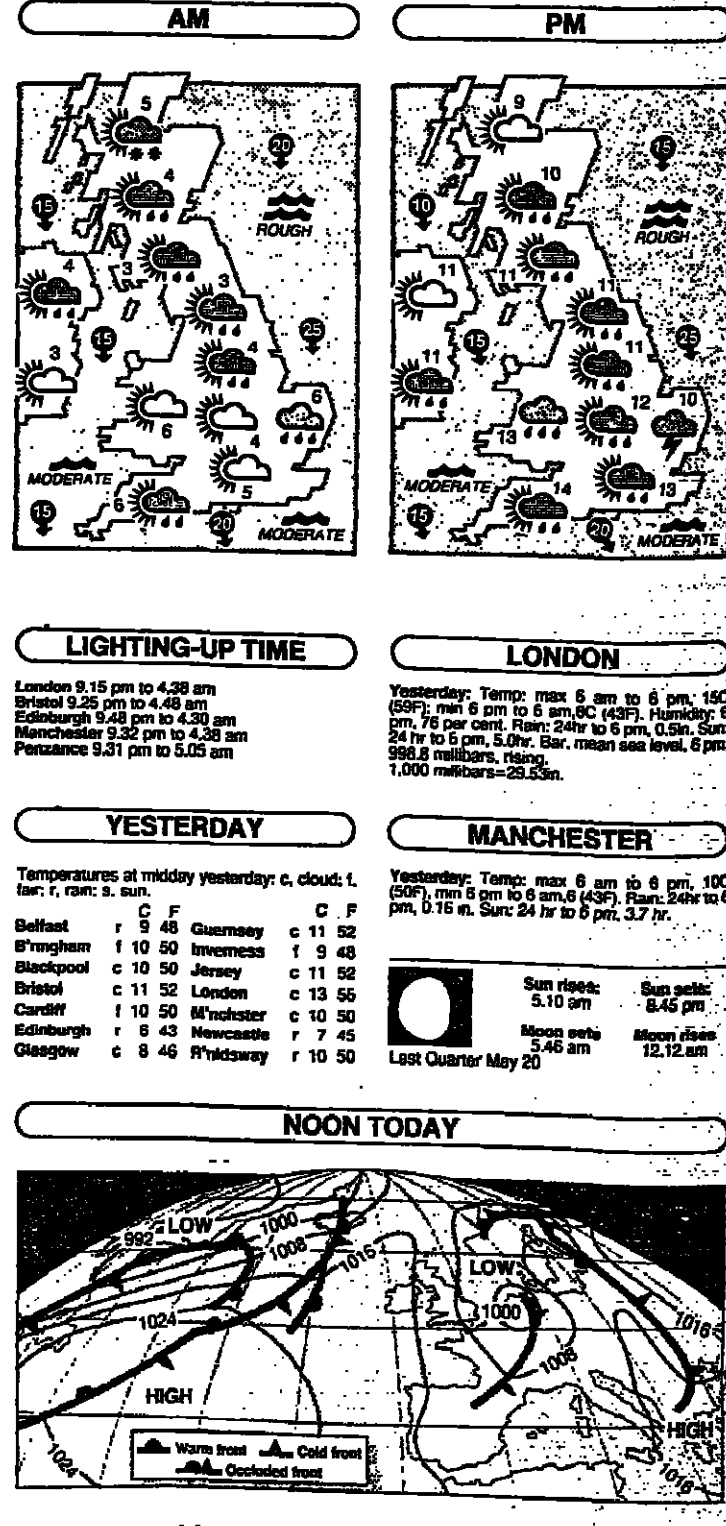 AM
5
4
20
15
ROUGH
4
3
3
25
15
4
3
6
6
4
MODERATE
5
6
15
20
MODERATE
PM
9
15
10
10
ROUGH
11
11
11
25
15
11
11
12
10
13
MODERATE
14
13
15
20
MODERATE
LIGHTING-UP TIME
London 9.15 pm to 4.38 am
Bristol 9.25 pm to 4.48 am
Edinburgh 9.48 pm to 4.30 am
Manchester 9.32 pm to 4.38 am
Penzance 9.31 pm to 5.05 am
LONDON
Yesterday: Temp: max 6 am to 6 pm, 15C
(59F); min 6 pm to 6 am, 6C (43F). Humidity: 6
pm, 76 per cent. Rain: 24hr to 6 pm, 0.5in. Sun:
24 hr to 6 pm, 5.0hr. Bar, mean sea level, 6 pm,
998.8 millibars, rising.
1,000 millibars=29.53in.
YESTERDAY
Temperatures at midday yesterday: c, cloud; f,
fair; r, rain; s, sun.
C F C F
Belfast r 9 48 Guernsey c 11 52
B'rmgham f 10 50 Inverness f 9 48
Blackpool c 10 50 Jersey c 11 52
Bristol c 11 52 London c 13 55
Cardiff f 10 50 M'nchster c 10 50
Edinburgh r 6 43 Newcastle r 7 45
Glasgow c 8 46 R'nldsway r 10 50
MANCHESTER
Yesterday: Temp: max 6 am to 6 pm, 10C
(50F), min 6 pm to 6 am, 6 (43F). Rain: 24hr to 6
pm, 0.16 in. Sun: 24 hr to 6 pm, 3.7 hr.
Sun rises: Sun sets:
5.10 am 8.45 pm
Moon sets Moon rises
5.46 am 12.12 am
Last Quarter May 20
NOON TODAY
992 LOW
1000
1008
1016
LOW
1024
1000
1016
1008
HIGH
HIGH
1024
1016
Warm front Cold front
Occluded front